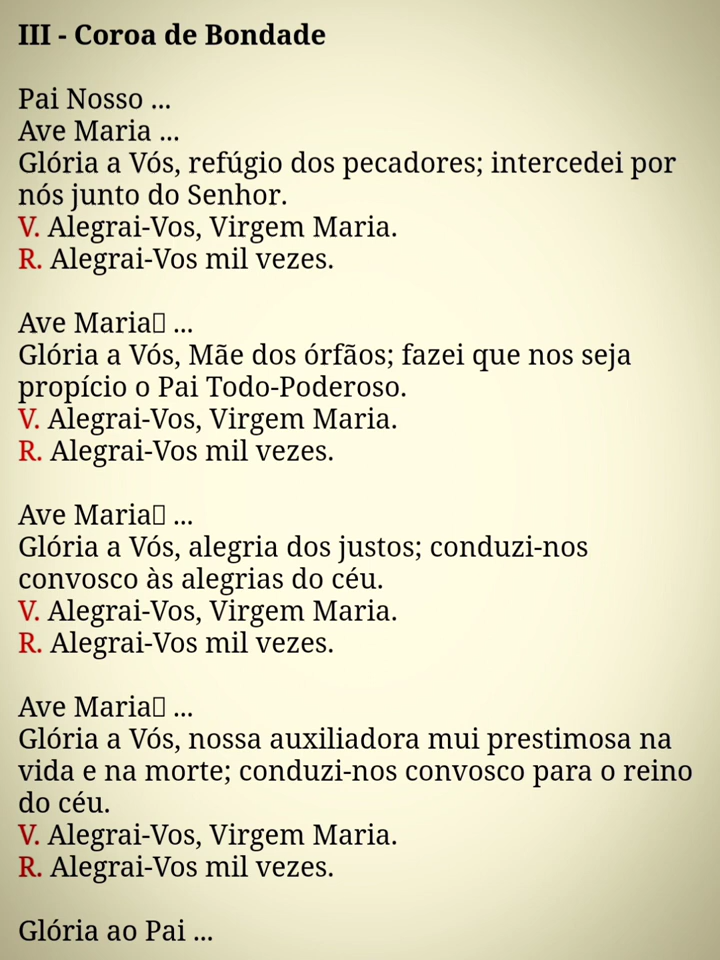 III - Coroa de Bondade
Pai Nosso ...
Ave Maria ...
Glória a Vós, refúgio dos pecadores; intercedei por
nós junto do Senhor.
V. Alegrai-Vos, Virgem Maria.
R. Alegrai-Vos mil vezes.
Ave Maria ...
Glória a Vós, Mãe dos órfãos; fazei que nos seja
propício o Pai Todo-Poderoso.
V. Alegrai-Vos, Virgem Maria.
R. Alegrai-Vos mil vezes.
Ave Maria ...
Glória a Vós, alegria dos justos; conduzi-nos
convosco às alegrias do céu.
V. Alegrai-Vos, Virgem Maria.
R. Alegrai-Vos mil vezes.
Ave Maria ...
Glória a Vós, nossa auxiliadora mui prestimosa na
vida e na morte; conduzi-nos convosco para o reino
do céu.
V. Alegrai-Vos, Virgem Maria.
R. Alegrai-Vos mil vezes.
Glória ao Pai ...